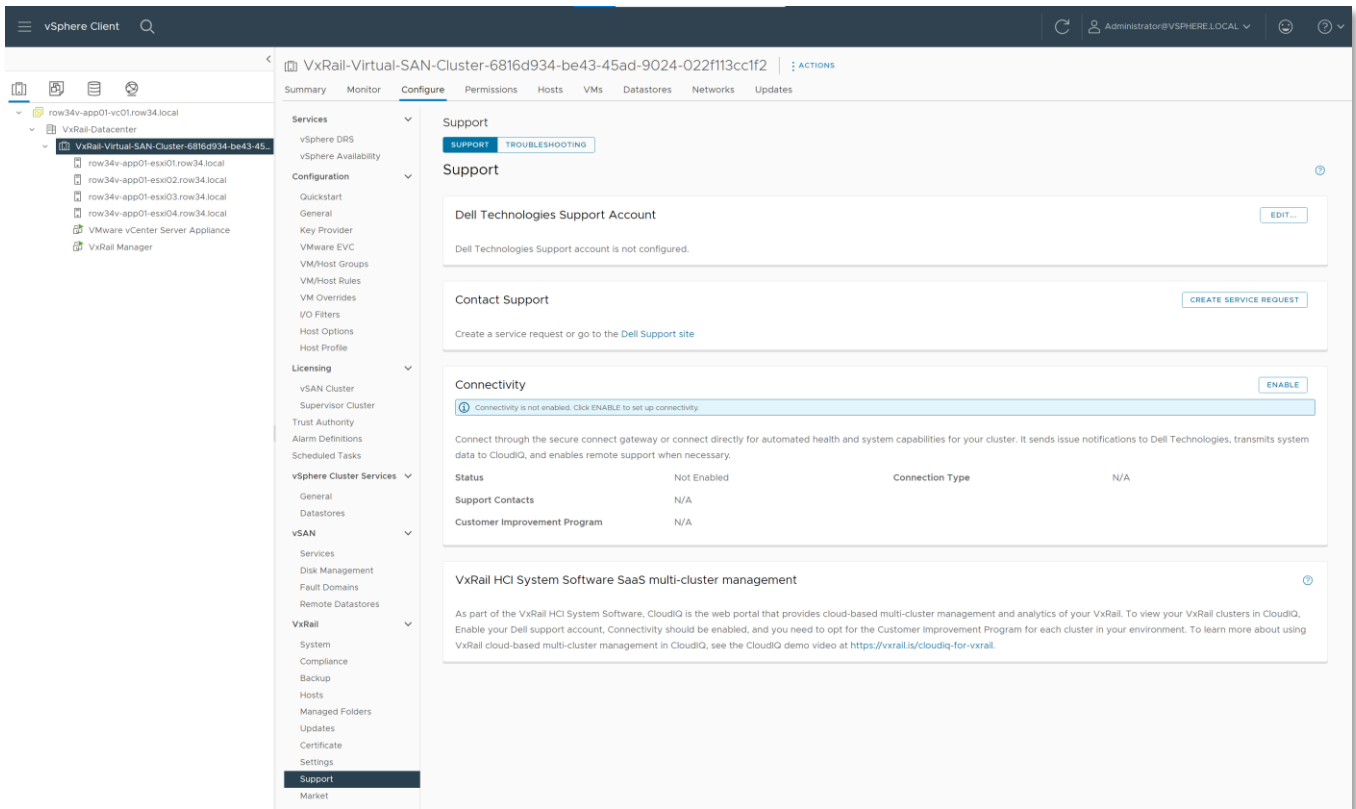 vSphere Client
Administrator@VSPHERE.LOCAL
row34v-app01-vc01.row34.local
VxRail-Datacenter
VxRail-Virtual-SAN-Cluster-6816d934-be43-45...
row34v-app01-esxi01.row34.local
row34v-app01-esxi02.row34.local
row34v-app01-esxi03.row34.local
row34v-app01-esxi04.row34.local
VMware vCenter Server Appliance
VxRail Manager
VxRail-Virtual-SAN-Cluster-6816d934-be43-45ad-9024-022f113cc1f2
ACTIONS
Summary Monitor Configure Permissions Hosts VMs Datastores Networks Updates
Services
vSphere DRS
vSphere Availability
Configuration
Quickstart
General
Key Provider
VMware EVC
VM/Host Groups
VM/Host Rules
VM Overrides
I/O Filters
Host Options
Host Profile
Licensing
vSAN Cluster
Supervisor Cluster
Trust Authority
Alarm Definitions
Scheduled Tasks
vSphere Cluster Services
General
Datastores
vSAN
Services
Disk Management
Fault Domains
Remote Datastores
VxRail
System
Compliance
Backup
Hosts
Managed Folders
Updates
Certificate
Settings
Support
Market
Support
SUPPORT TROUBLESHOOTING
Support
Dell Technologies Support Account
EDIT...
Dell Technologies Support account is not configured.
Contact Support
CREATE SERVICE REQUEST
Create a service request or go to the Dell Support site
Connectivity
ENABLE
Connectivity is not enabled. Click ENABLE to set up connectivity.
Connect through the secure connect gateway or connect directly for automated health and system capabilities for your cluster. It sends issue notifications to Dell Technologies, transmits system
data to CloudIQ, and enables remote support when necessary.
Status Not Enabled Connection Type N/A
Support Contacts N/A
Customer Improvement Program N/A
VxRail HCI System Software SaaS multi-cluster management
As part of the VxRail HCI System Software, CloudIQ is the web portal that provides cloud-based multi-cluster management and analytics of your VxRail. To view your VxRail clusters in CloudIQ,
Enable your Dell support account, Connectivity should be enabled, and you need to opt for the Customer Improvement Program for each cluster in your environment. To learn more about using
VxRail cloud-based multi-cluster management in CloudIQ, see the CloudIQ demo video at https://vxrail.is/cloudiq-for-vxrail.